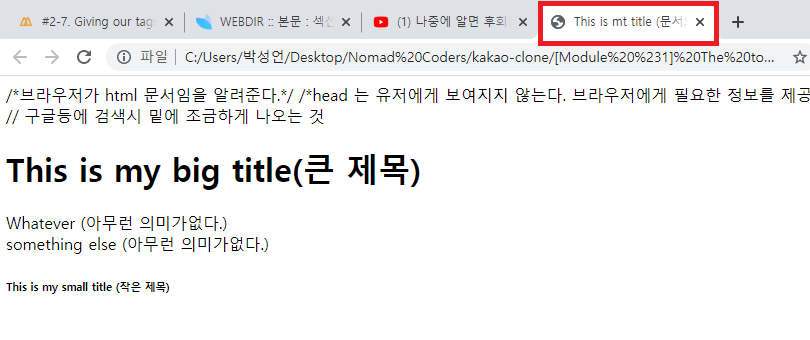 #2-7. Giving our tag
WEBDIR :: 본문 : 섹션
(1) 나중에 알면 후회
This is mt title (문서
파일
C:/Users/박성언/Desktop/Nomad%20Coders/kakao-clone/[Module%20%231]%20The%20to...
/*브라우저가 html 문서임을 알려준다.*/ /*head 는 유저에게 보여지지 않는다. 브라우저에게 필요한 정보를 제공
// 구글등에 검색시 밑에 조금하게 나오는 것
This is my big title(큰 제목)
Whatever (아무런 의미가없다.)
something else (아무런 의미가없다.)
This is my small title (작은 제목)